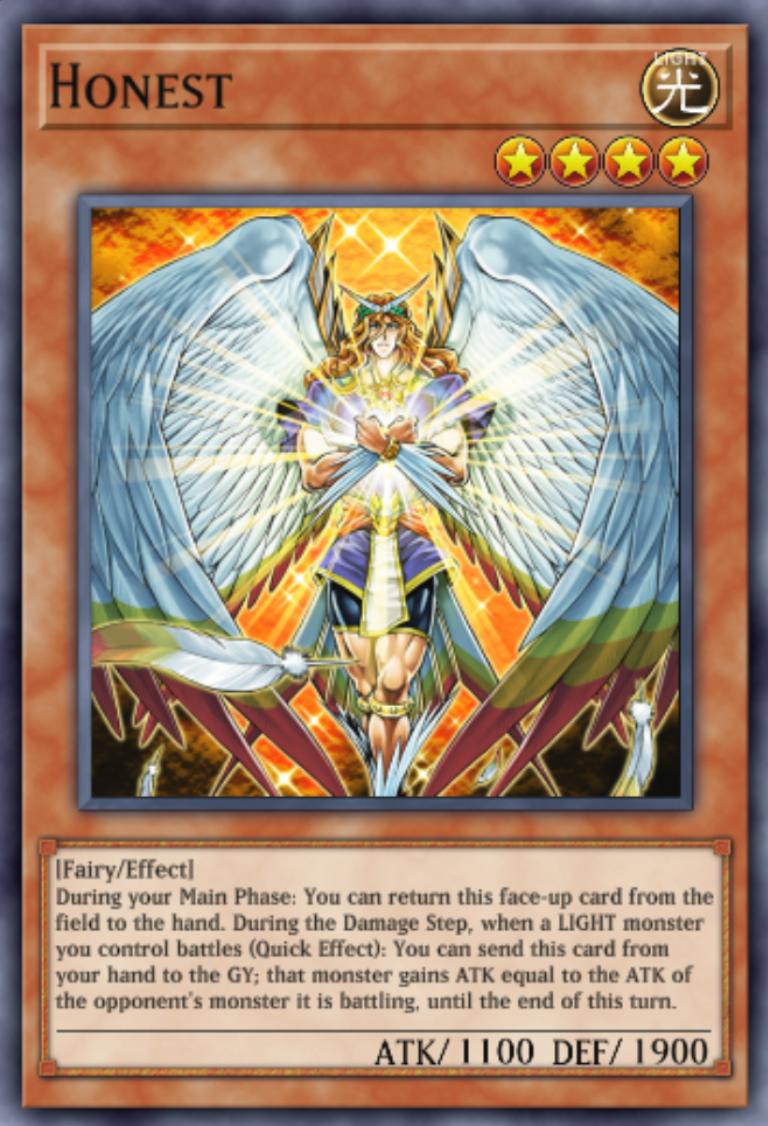 HONEST
LIGHT
光
[Fairy/Effect]
During your Main Phase: You can return this face-up card from the
field to the hand. During the Damage Step, when a LIGHT monster
you control battles (Quick Effect): You can send this card from
your hand to the GY; that monster gains ATK equal to the ATK of
the opponent's monster it is battling, until the end of this turn.
ATK/ 1100 DEF/ 1900